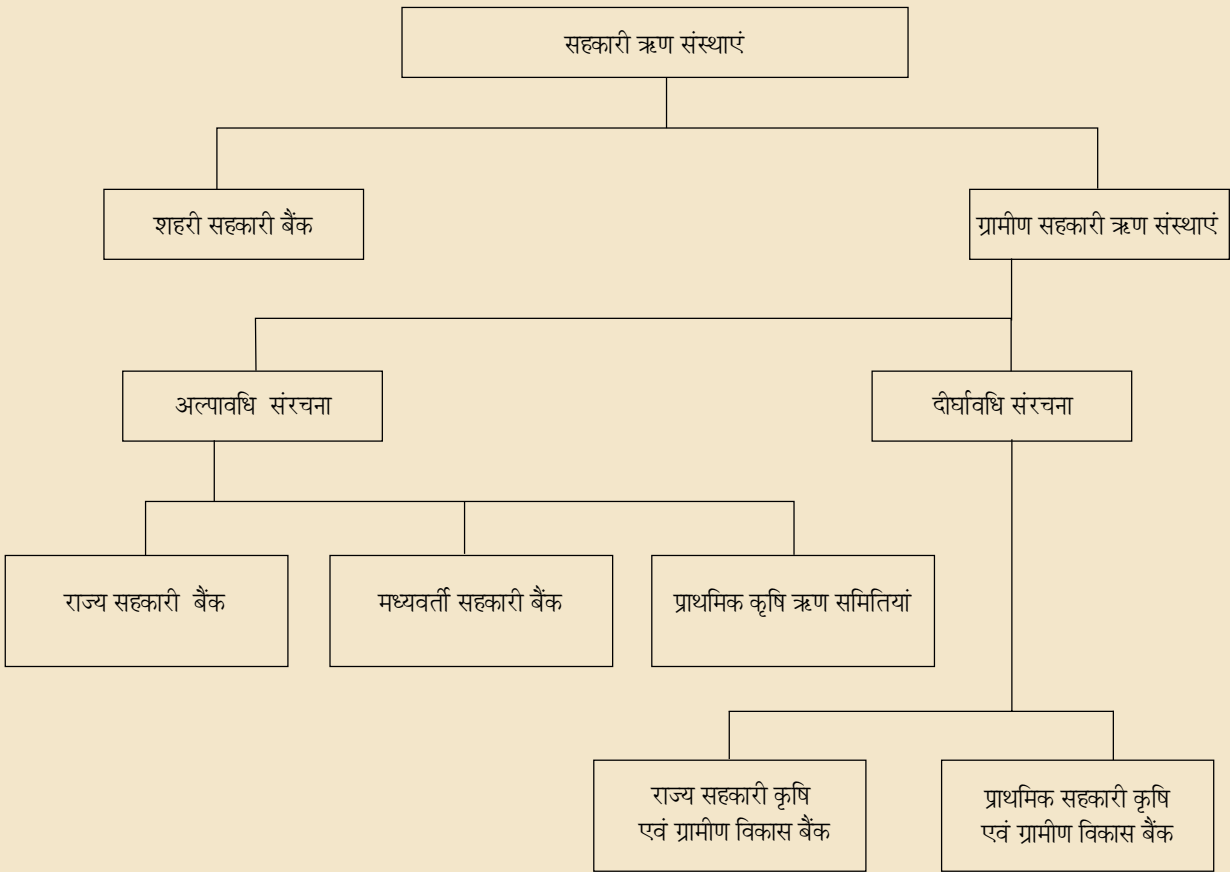 सहकारी ऋण संस्थाएं
शहरी सहकारी बैंक
ग्रामीण सहकारी ऋण संस्थाएं
अल्पावधि संरचना
दीर्घावधि संरचना
राज्य सहकारी बैंक
मध्यवर्ती सहकारी बैंक
प्राथमिक कृषि ऋण समितियां
राज्य सहकारी कृषि
एवं ग्रामीण विकास बैंक
प्राथमिक सहकारी कृषि
एवं ग्रामीण विकास बैंक